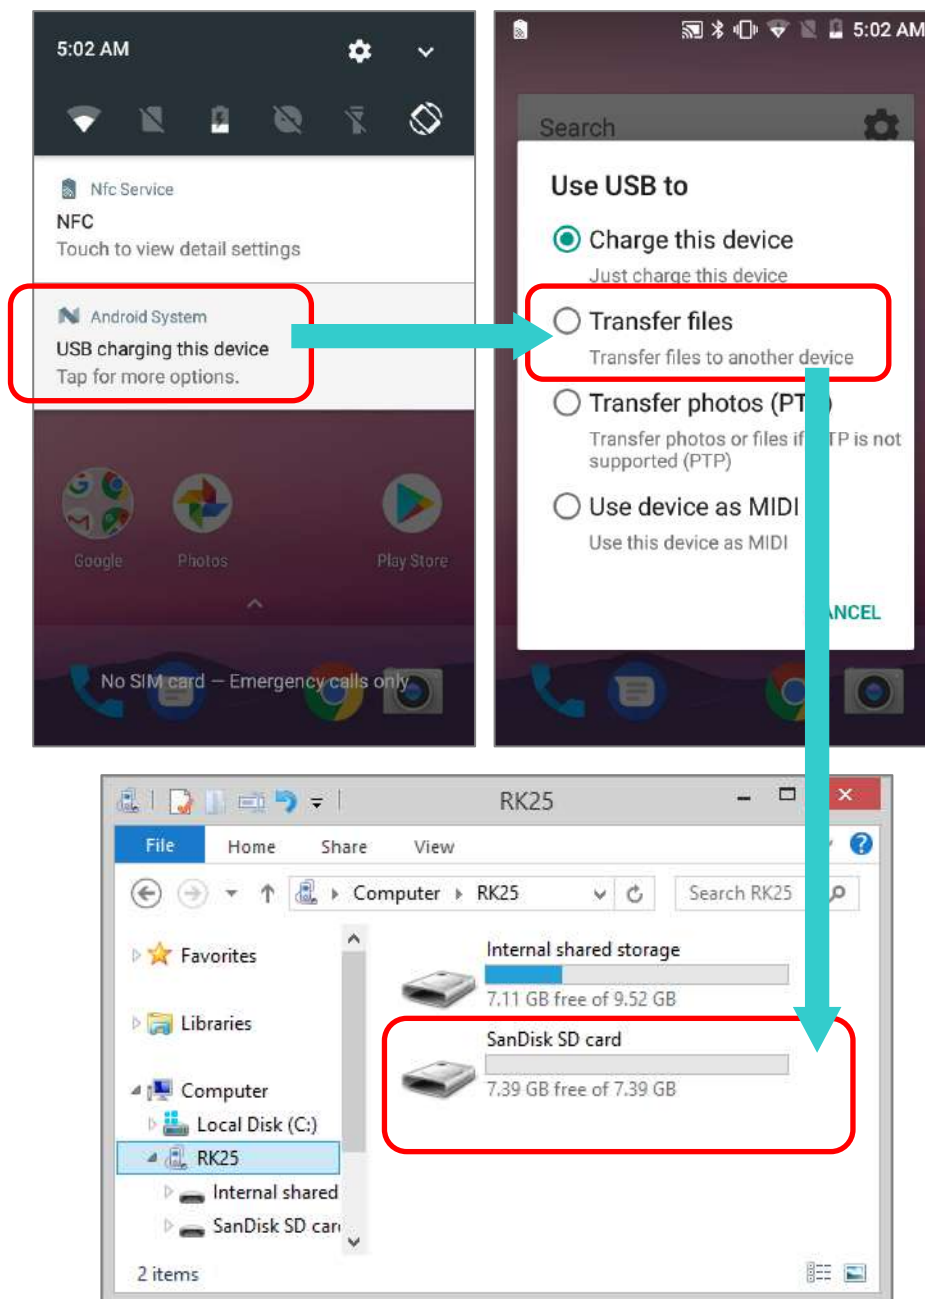 5:02 AM
Nfc Service
NFC
Touch to view detail settings
Android System
USB charging this device
Tap for more options.
Google
Photos
Play Store
No SIM card — Emergency calls only
5:02 AM
Search
Use USB to
Charge this device
Just charge this device
Transfer files
Transfer files to another device
Transfer photos (PT
Transfer photos or files if TP is not
supported (PTP)
Use device as MIDI
Use this device as MIDI
ANCEL
RK25
File Home Share View
Computer RK25 Search RK25
Favorites
Libraries
Computer
Local Disk (C:)
RK25
Internal shared
SanDisk SD car
Internal shared storage
7.11 GB free of 9.52 GB
SanDisk SD card
7.39 GB free of 7.39 GB
2 items